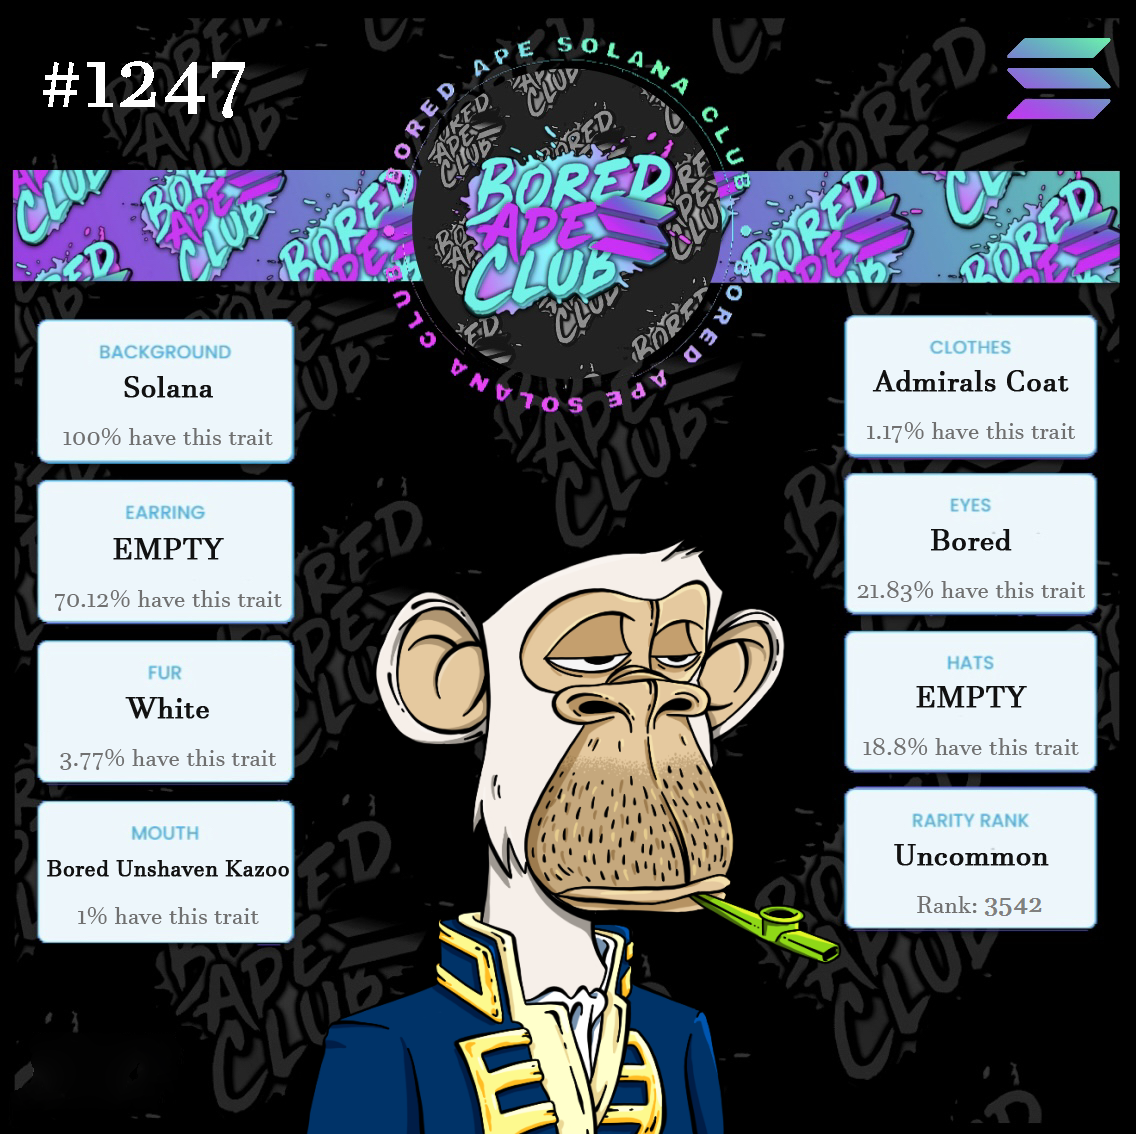 #1247
BORED APE SOLANA CLUB
BORED
APE
CLUB
BORED APE SOLANA CLUB
BACKGROUND
Solana
100% have this trait
EARRING
EMPTY
70.12% have this trait
FUR
White
3.77% have this trait
MOUTH
Bored Unshaven Kazoo
1% have this trait
CLOTHES
Admirals Coat
1.17% have this trait
EYES
Bored
21.83% have this trait
HATS
EMPTY
18.8% have this trait
RARITY RANK
Uncommon
Rank: 3542